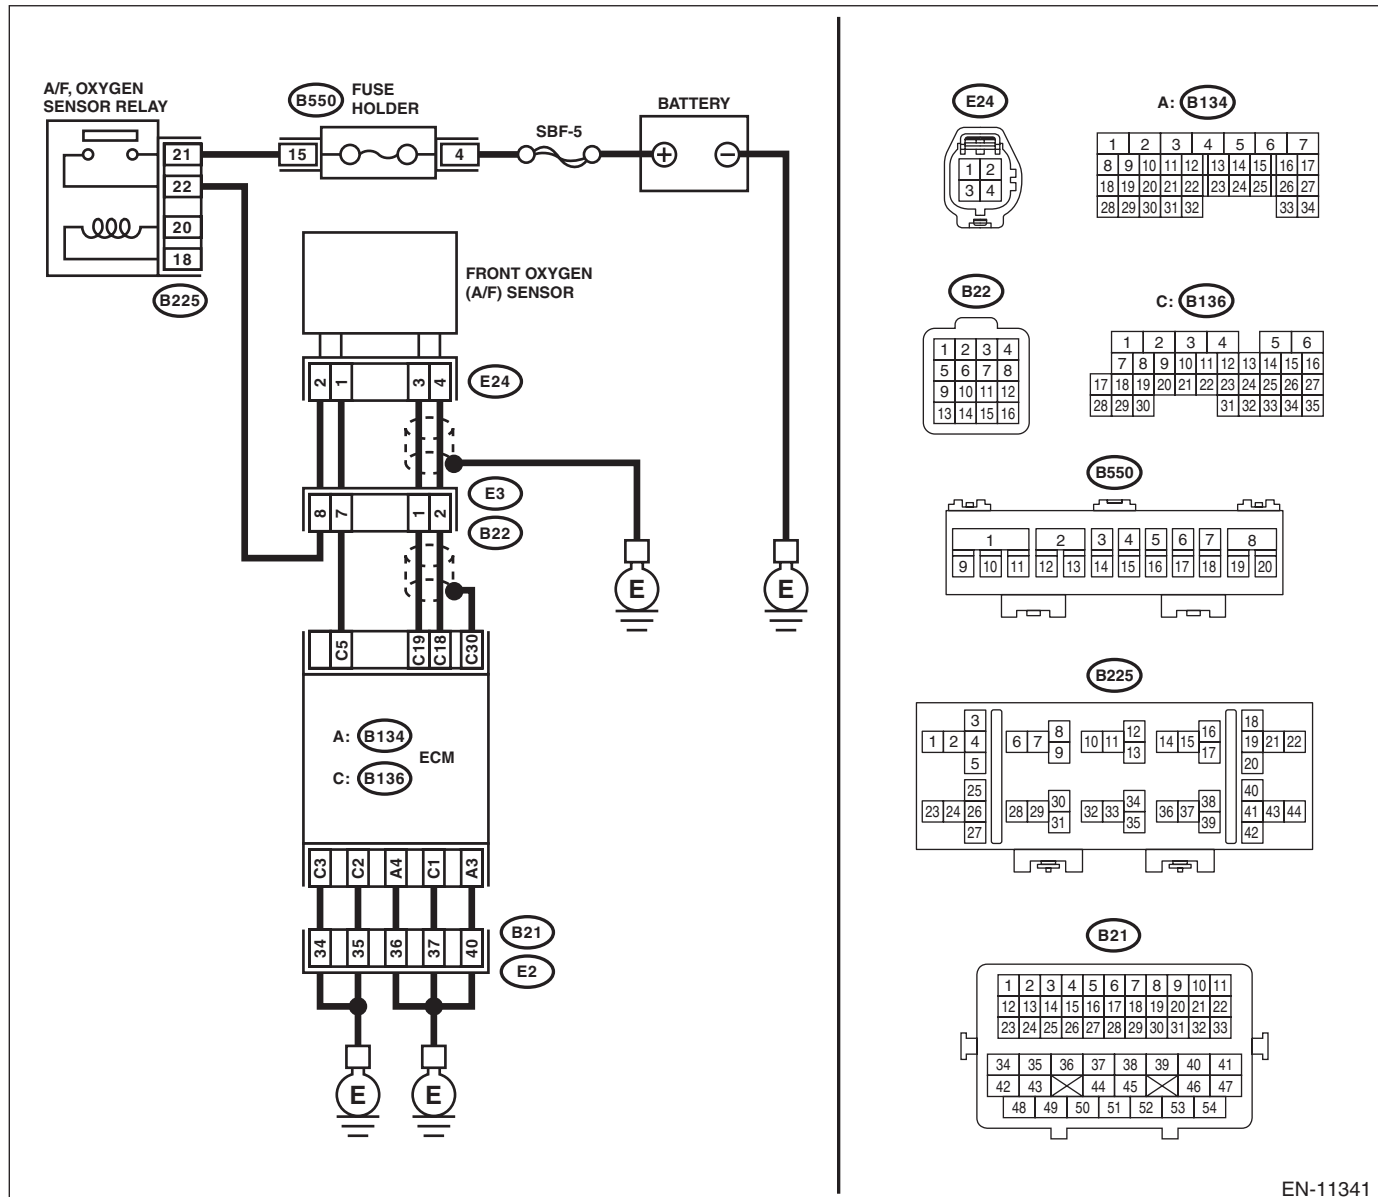 A/F, OXYGEN
SENSOR RELAY
B550
FUSE
HOLDER
SBF-5
BATTERY
21
15
4
+
−
22
20
18
B225
FRONT OXYGEN
(A/F) SENSOR
2 1 3 4
E24
E3
8 7 1 2
B22
E
E
C5 C19 C18 C30
A: B134
ECM
C: B136
C3 C2 A4 C1 A3
B21
34 35 36 37 40
E2
E
E
E24
1 2
3 4
A: B134
1 2 3 4 5 6 7
8 9 10 11 12 13 14 15 16 17
18 19 20 21 22 23 24 25 26 27
28 29 30 31 32 33 34
B22
1 2 3 4
5 6 7 8
9 10 11 12
13 14 15 16
C: B136
1 2 3 4 5 6
7 8 9 10 11 12 13 14 15 16
17 18 19 20 21 22 23 24 25 26 27
28 29 30 31 32 33 34 35
B550
1 2 3 4 5 6 7 8
9 10 11 12 13 14 15 16 17 18 19 20
B225
3 8 12 16 18
1 2 4 6 7 10 11 14 15 19 21 22
5 9 13 17 20
25 30 34 38 40
23 24 26 28 29 32 33 36 37 41 43 44
27 31 35 39 42
B21
1 2 3 4 5 6 7 8 9 10 11
12 13 14 15 16 17 18 19 20 21 22
23 24 25 26 27 28 29 30 31 32 33
34 35 36 37 38 39 40 41
42 43 44 45 46 47
48 49 50 51 52 53 54
EN-11341